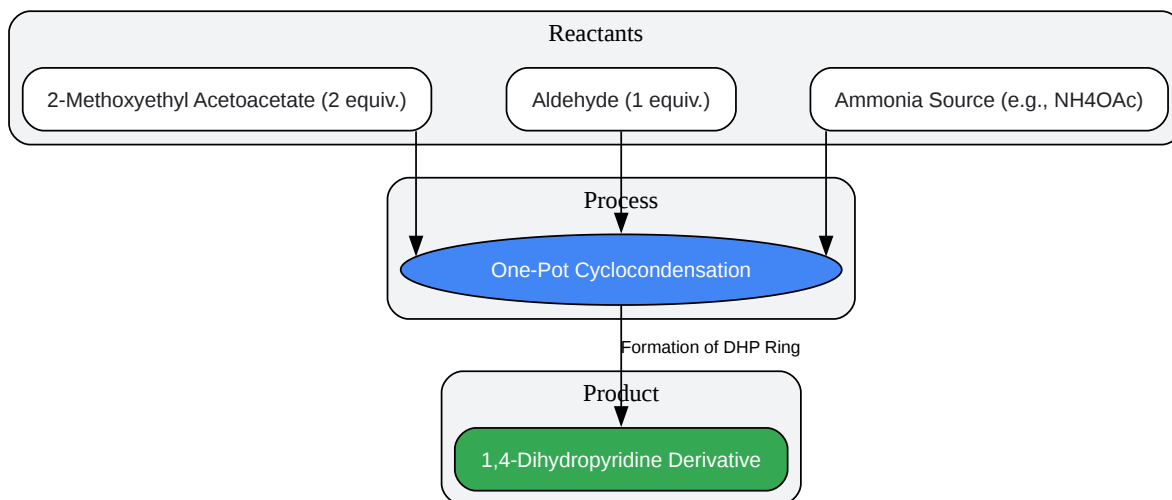 Reactants
2-Methoxyethyl Acetoacetate (2 equiv.)
Aldehyde (1 equiv.)
Ammonia Source (e.g., NH4OAc)
Process
One-Pot Cyclocondensation
Formation of DHP Ring
Product
1,4-Dihydropyridine Derivative